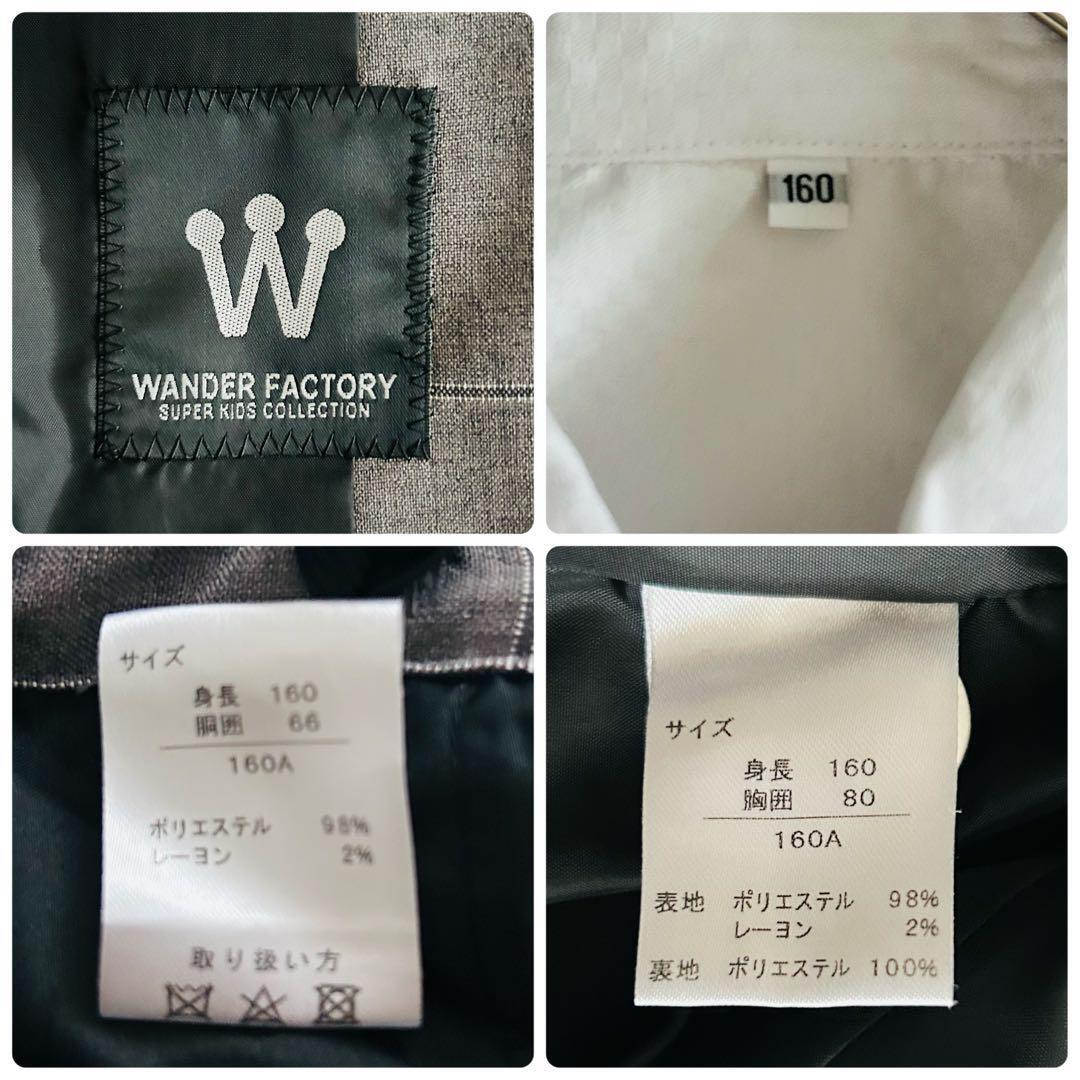 W
WANDER FACTORY
SUPER KIDS COLLECTION
160
サイズ
身長 160
胴囲 66
160A
ポリエステル 98%
レーヨン 2%
取り扱い方
サイズ
身長 160
胸囲 80
160A
表地 ポリエステル 98%
レーヨン 2%
裏地 ポリエステル 100%